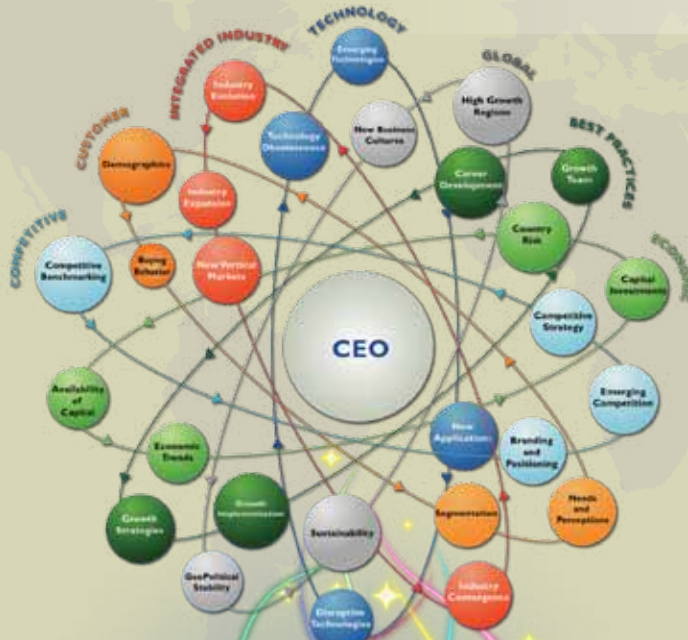 TECHNOLOGY
INTEGRATED INDUSTRY
GLOBAL
CUSTOMER
BEST PRACTICES
COMPETITIVE
Emerging
Technologies
Industry
Evolution
High Growth
Regions
Technology
Obsolescence
New Business
Cultures
Demographics
Career
Development
Growth
Team
Industry
Expansion
Country
Risk
Competitive
Benchmarking
Buying
Behavior
New Vertical
Markets
Capital
Investments
Competitive
Strategy
CEO
Availability
of
Capital
Emerging
Competition
New
Applications
Branding
and
Positioning
Economic
Trends
Growth
Strategies
Growth
Implementation
Sustainability
Segmentation
Needs
and
Perceptions
GeoPolitical
Stability
Industry
Convergence
Disruptive
Technologies